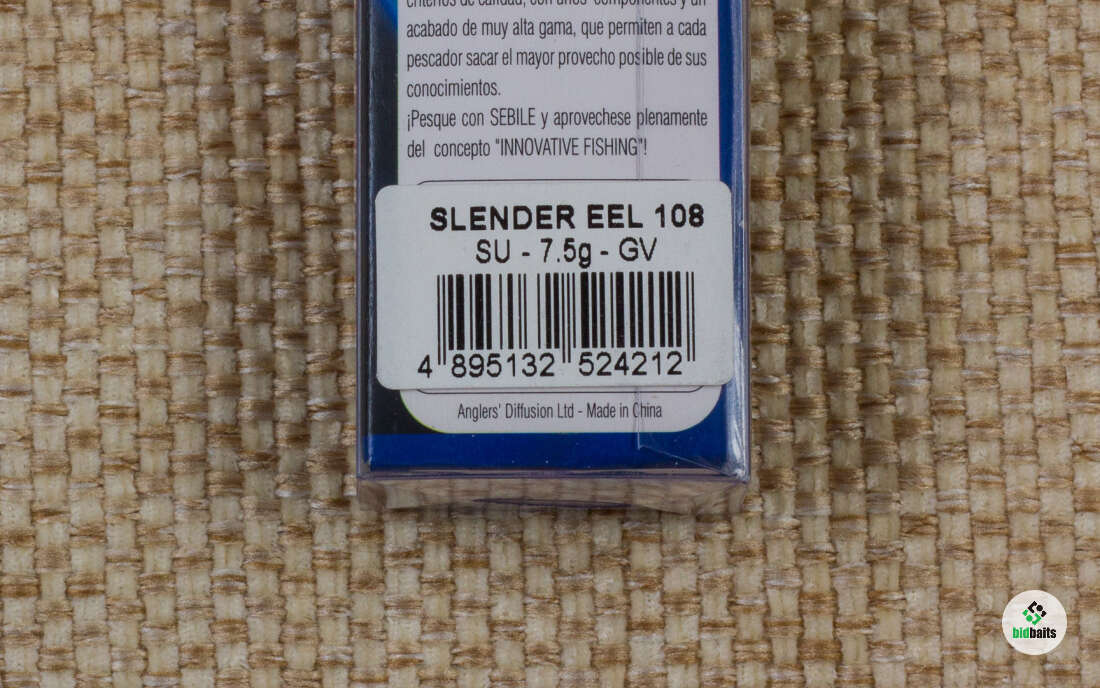 criterios de calidad, con unos componentes y un
acabado de muy alta gama, que permiten a cada
pescador sacar el mayor provecho posible de sus
conocimientos.
¡Pesque con SEBILE y aprovechese plenamente
del concepto "INNOVATIVE FISHING"!
SLENDER EEL 108
SU - 7.5g - GV
4 895132 524212
Anglers' Diffusion Ltd - Made in China
bidbaits